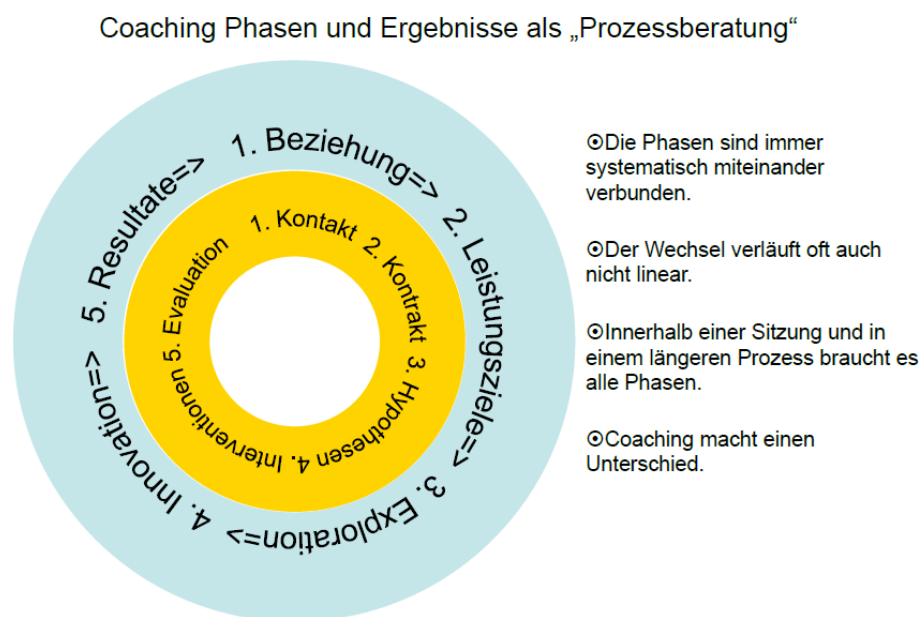 Coaching Phasen und Ergebnisse als „Prozessberatung“
1. Beziehung=> 2. Leistungsziele=> 3. Exploration=> 4. Innovation=> 5. Resultate=>
1. Kontakt 2. Kontrakt 3. Hypothesen 4. Interventionen 5. Evaluation
⦿Die Phasen sind immer
systematisch miteinander
verbunden.
⦿Der Wechsel verläuft oft auch
nicht linear.
⦿Innerhalb einer Sitzung und in
einem längeren Prozess braucht es
alle Phasen.
⦿Coaching macht einen
Unterschied.